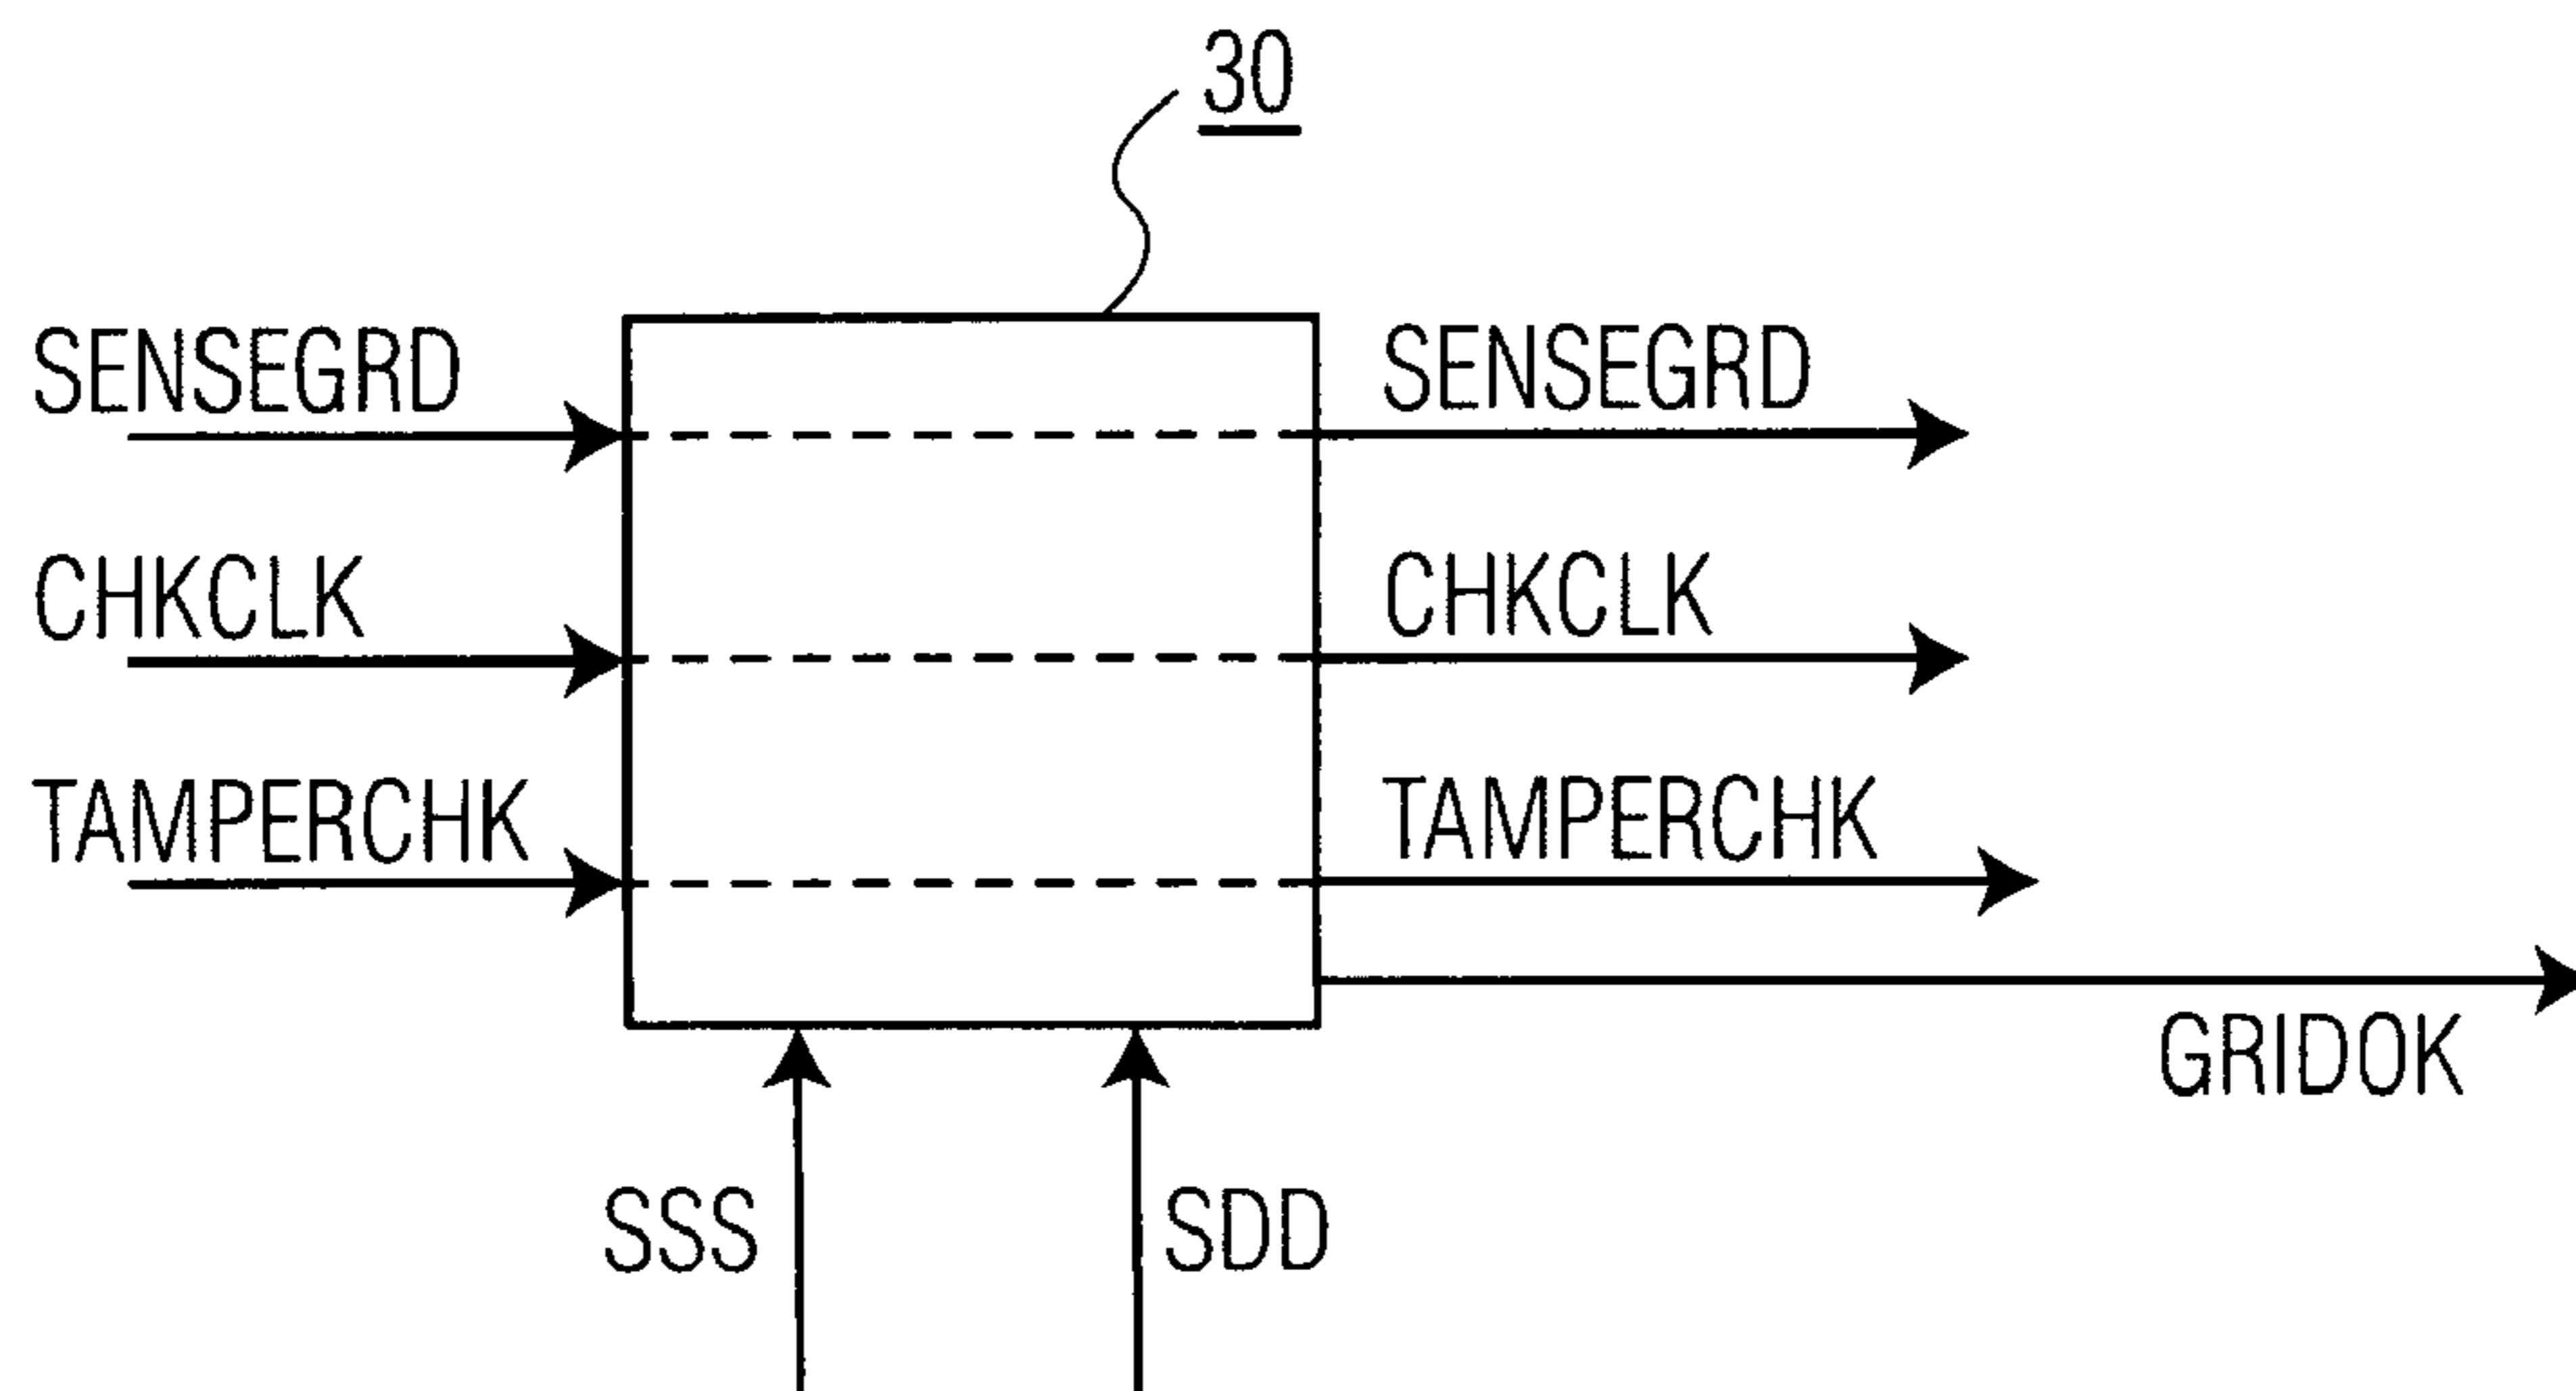 30
SENSEGRD
SENSEGRD
CHKCLK
CHKCLK
TAMPERCHK
TAMPERCHK
GRIDOK
SSS
SDD